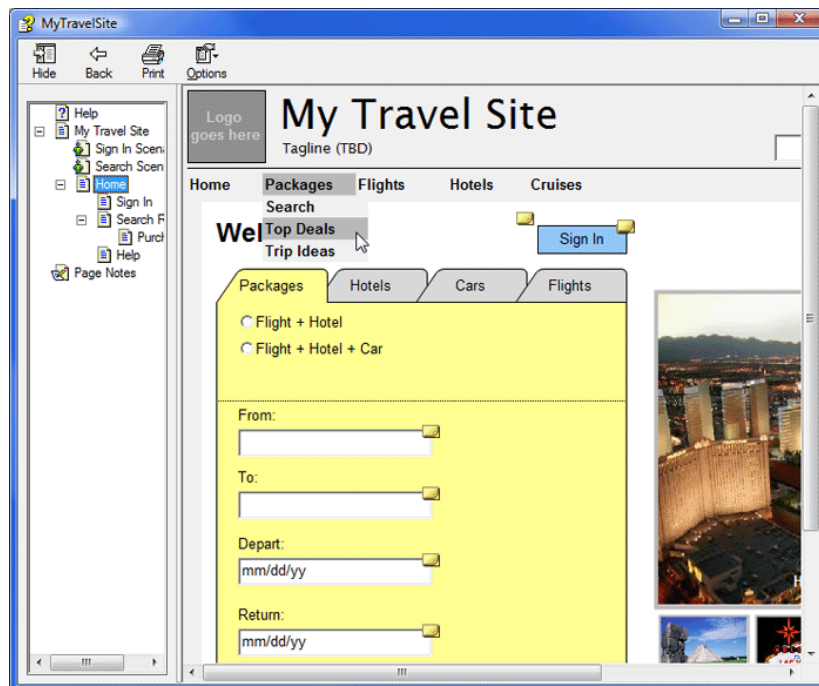 MyTravelSite
Hide Back Print Options
Help
My Travel Site
Sign In Scen
Search Scen
Home
Sign In
Search R
Purch
Help
Page Notes
Logo
goes here
My Travel Site
Tagline (TBD)
Home Packages Flights Hotels Cruises
Search
Top Deals
Trip Ideas
Wel
Sign In
Packages Hotels Cars Flights
Flight + Hotel
Flight + Hotel + Car
From:
To:
Depart:
mm/dd/yy
Return:
mm/dd/yy